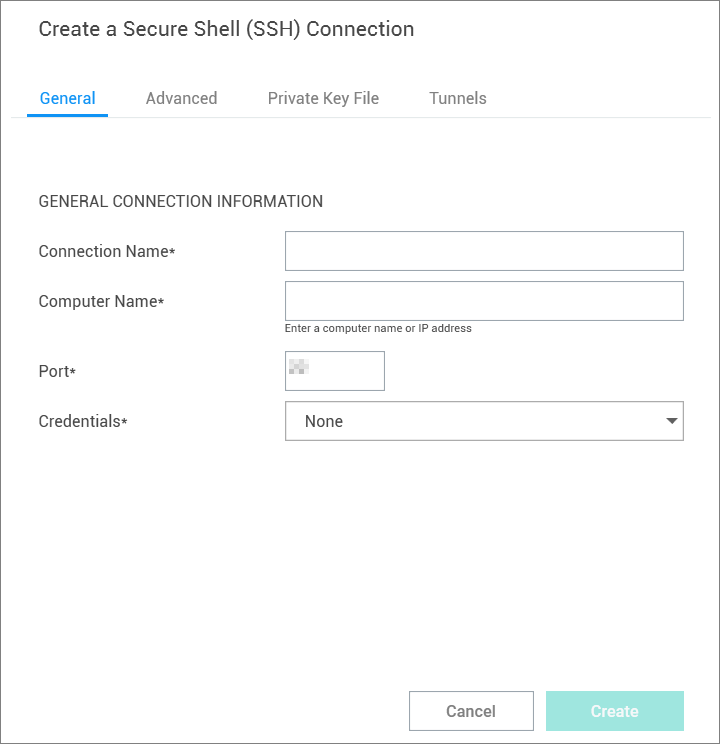 Create a Secure Shell (SSH) Connection
General Advanced Private Key File Tunnels
GENERAL CONNECTION INFORMATION
Connection Name*
Computer Name*
Enter a computer name or IP address
Port*
Credentials* None
Cancel Create